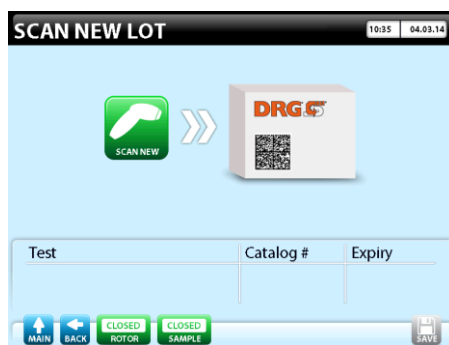 SCAN NEW LOT 10:35 04.03.14
DRG
SCAN NEW
Test Catalog # Expiry
MAIN BACK CLOSED ROTOR CLOSED SAMPLE SAVE